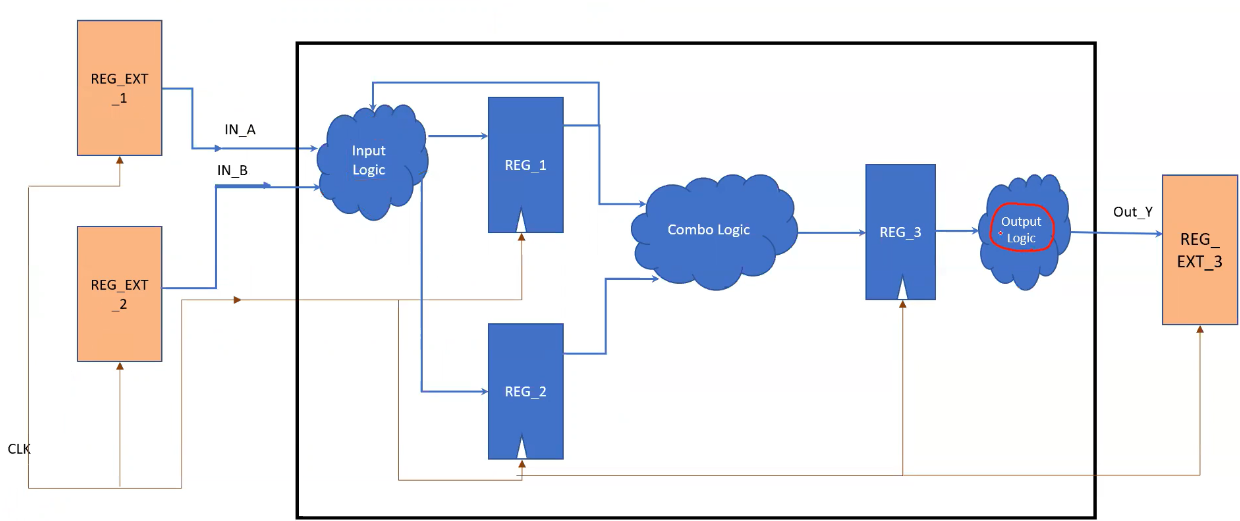 REG_EXT
_1
IN_A
IN_B
Input
Logic
REG_1
Combo Logic
REG_3
Output
Logic
Out_Y
REG_
EXT_3
REG_EXT
_2
REG_2
CLK